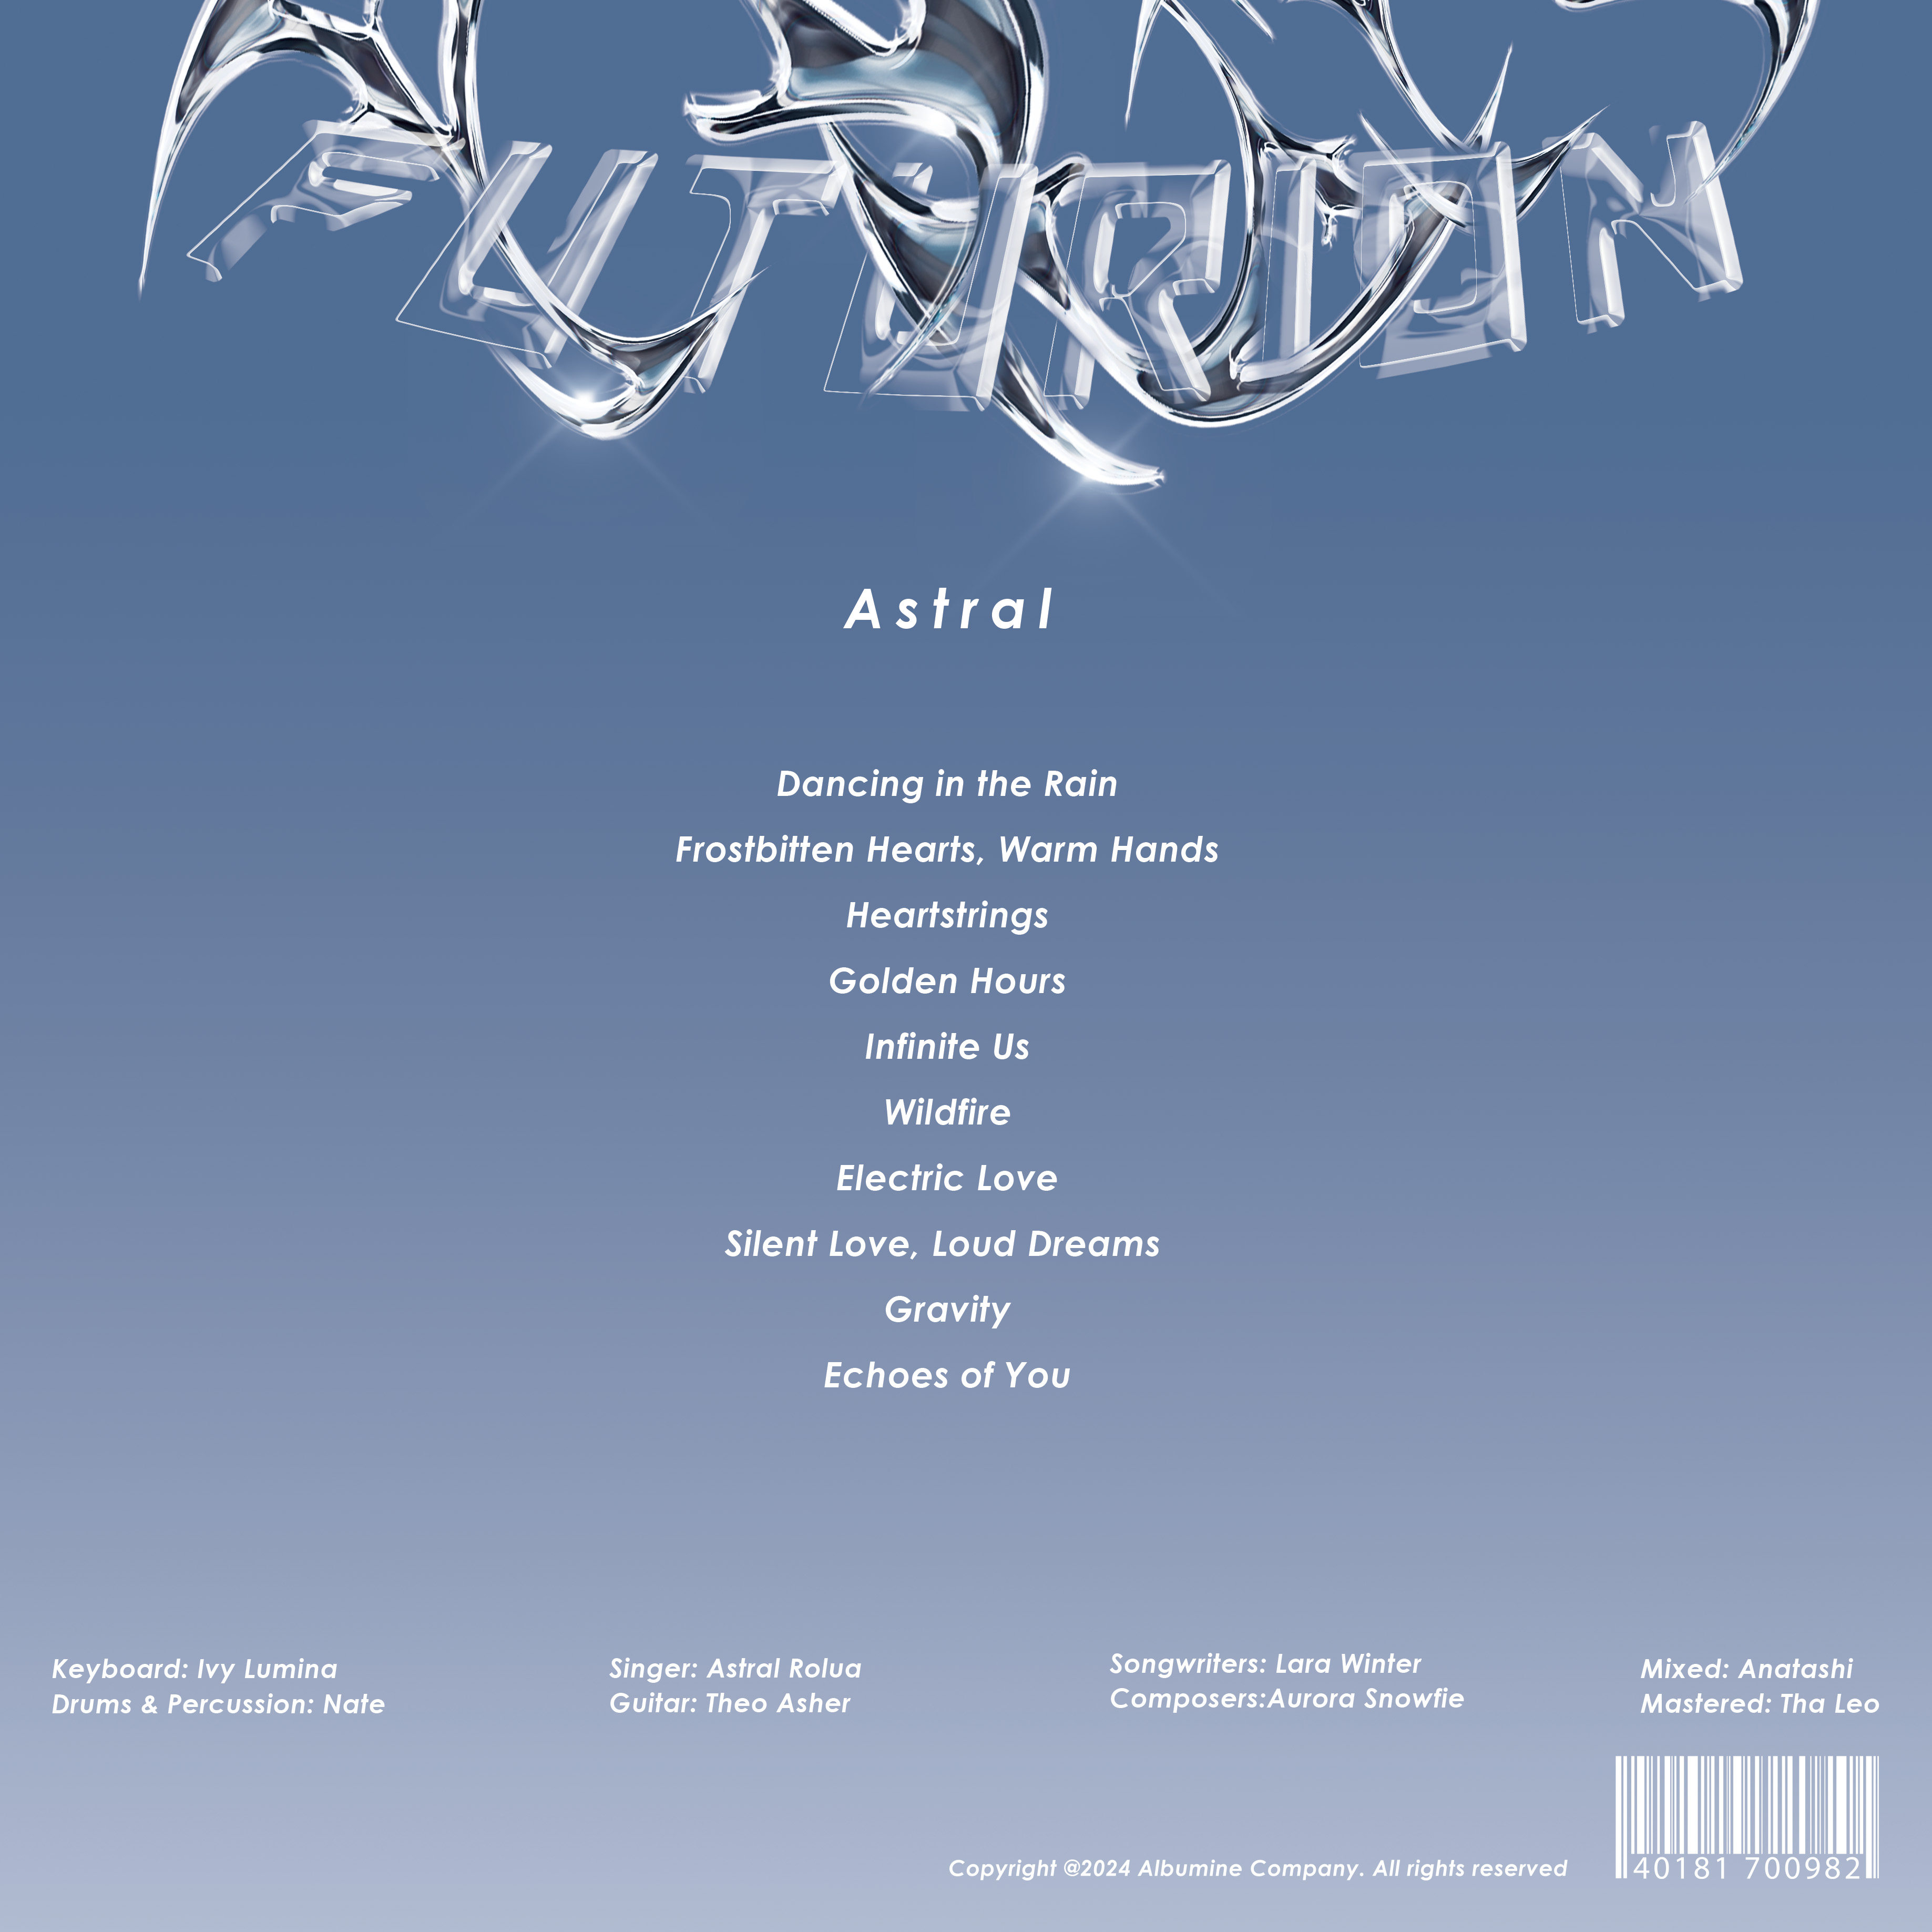 FUTURION
Astral
Dancing in the Rain
Frostbitten Hearts, Warm Hands
Heartstrings
Golden Hours
Infinite Us
Wildfire
Electric Love
Silent Love, Loud Dreams
Gravity
Echoes of You
Keyboard: Ivy Lumina
Drums & Percussion: Nate
Singer: Astral Rolua
Guitar: Theo Asher
Songwriters: Lara Winter
Composers:Aurora Snowfie
Mixed: Anatashi
Mastered: Tha Leo
Copyright @2024 Albumine Company. All rights reserved
40181 700982